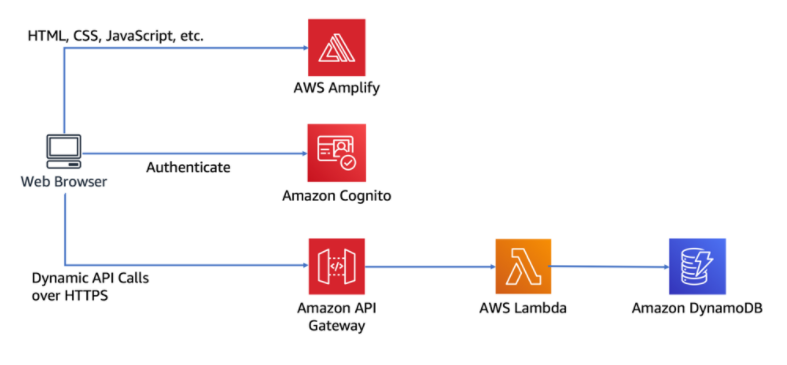 HTML, CSS, JavaScript, etc.
AWS Amplify
Web Browser
Authenticate
Amazon Cognito
Dynamic API Calls
over HTTPS
</>
Amazon API
Gateway
AWS Lambda
Amazon DynamoDB